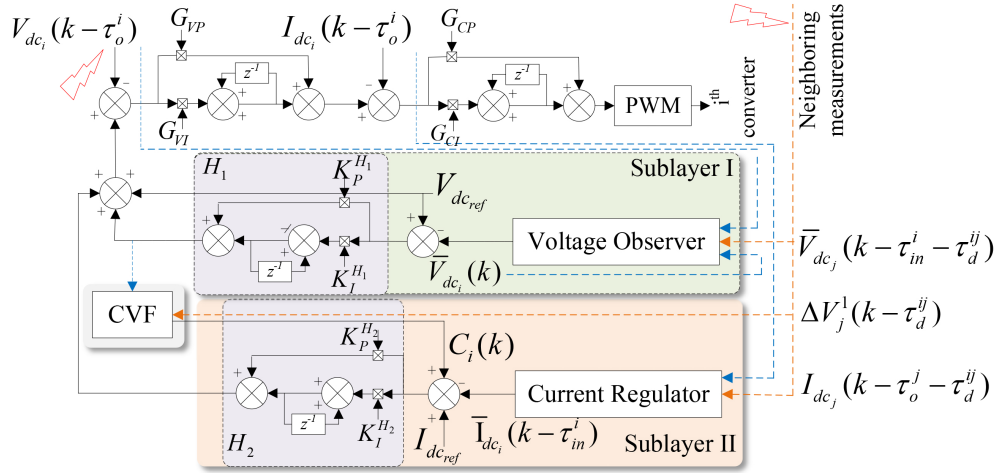 V_{dc_i}(k-τ_o^i)
G_{VP}
I_{dc_i}(k-τ_o^i)
G_{CP}
z^{-1}
z^{-1}
PWM
i^{th}
converter
Neighboring
measurements
G_{VI}
G_{CI}
H_1
K_P^{H_1}
Sublayer I
V_{dc_{ref}}
Voltage Observer
z^{-1}
K_I^{H_1}
V̅_{dc_i}(k)
V̅_{dc_j}(k-τ_{in}^i-τ_d^{ij})
CVF
ΔV_j^1(k-τ_d^{ij})
K_P^{H_2}
C_i(k)
Current Regulator
I_{dc_j}(k-τ_o^j-τ_d^{ij})
z^{-1}
K_I^{H_2}
H_2
I_{dc_{ref}}
I̅_{dc_i}(k-τ_{in}^i)
Sublayer II